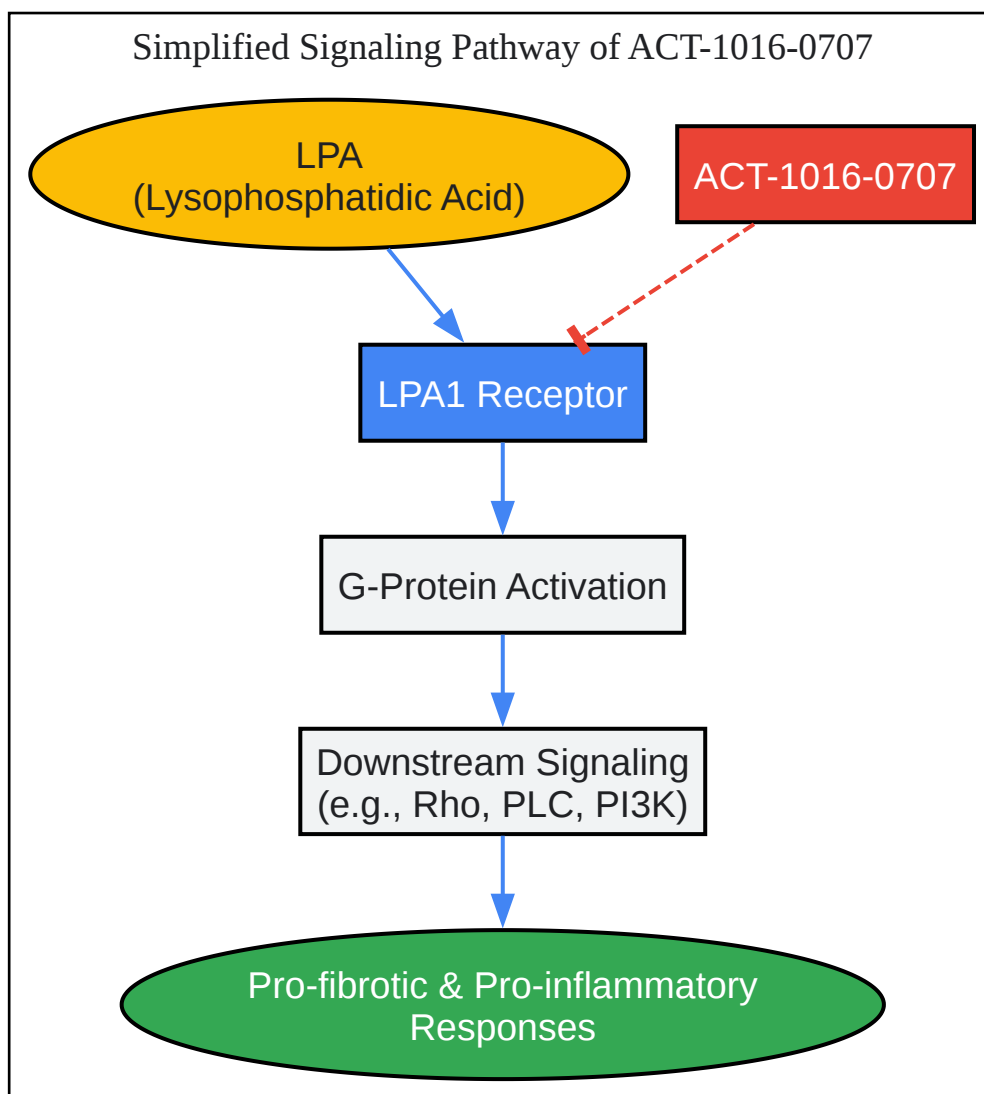 Simplified Signaling Pathway of ACT-1016-0707
LPA
(Lysophosphatidic Acid)
ACT-1016-0707
LPA1 Receptor
G-Protein Activation
Downstream Signaling
(e.g., Rho, PLC, PI3K)
Pro-fibrotic & Pro-inflammatory
Responses